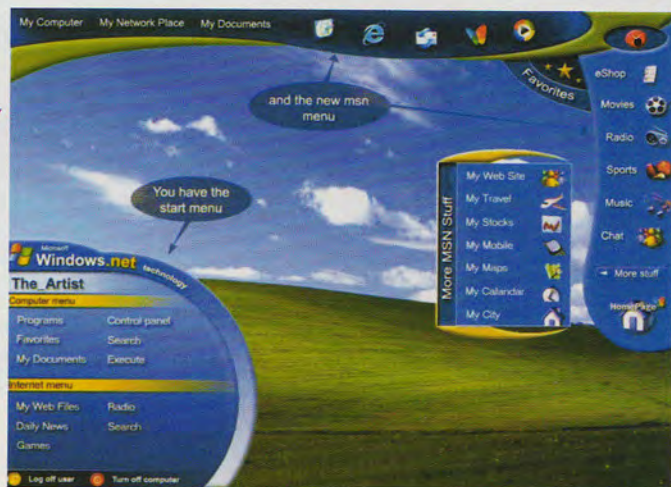 My Computer My Network Place My Documents
and the new msn
menu
Favorites
eShop
Movies
Radio
Sports
Music
Chat
More stuff
HomePage
More MSN Stuff
My Web Site
My Travel
My Stocks
My Mobile
My Maps
My Callandar
My City
You have the
start menu
Microsoft
Windows.net
technology
The_Artist
Computer menu
Programs Control panel
Favorites Search
My Documents Execute
Internet menu
My Web Files Radio
Daily News Search
Games
Log off user Turn off computer